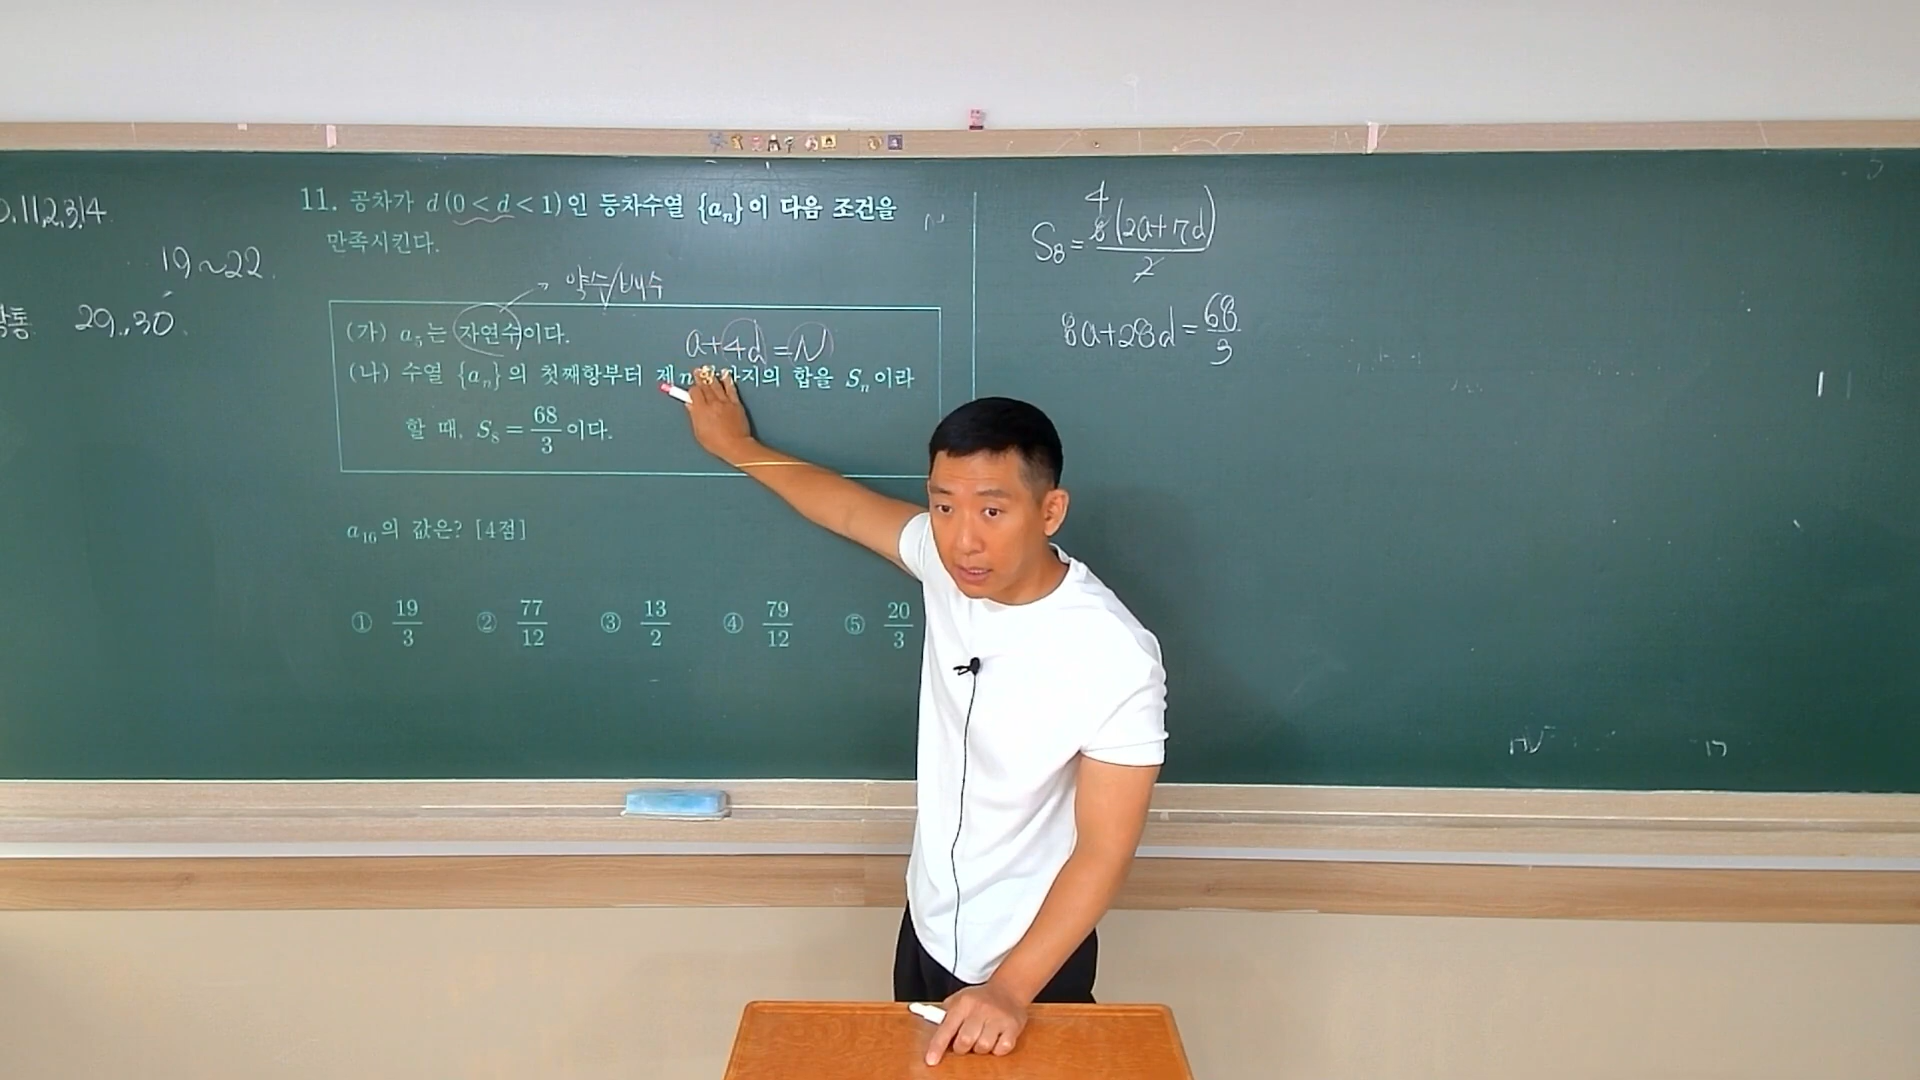 0.112,3,14
19~22
29..30
11. 공차가 d(0 < d < 1)인 등차수열 {aₙ}이 다음 조건을
만족시킨다.
→ 약수/배수
(가) a₅는 자연수이다.
a+4d=N
(나) 수열 {aₙ}의 첫째항부터 제n항까지의 합을 Sₙ이라
할 때, S₈ = 68/3 이다.
a₁₆의 값은? [4점]
① 19/3 ② 77/12 ③ 13/2 ④ 79/12 ⑤ 20/3
4
S₈ = 8(2a+7d)/2
8a+28d = 68/3